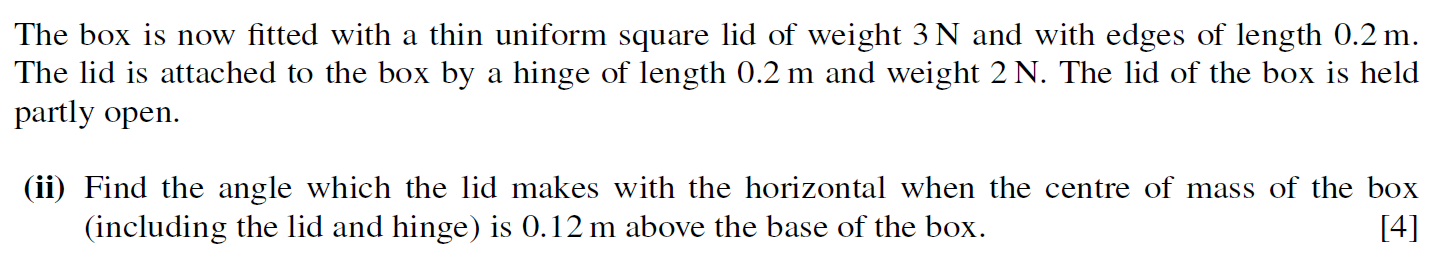 The box is now fitted with a thin uniform square lid of weight 3 N and with edges of length 0.2 m.
The lid is attached to the box by a hinge of length 0.2 m and weight 2 N. The lid of the box is held
partly open.
(ii) Find the angle which the lid makes with the horizontal when the centre of mass of the box
(including the lid and hinge) is 0.12 m above the base of the box. [4]